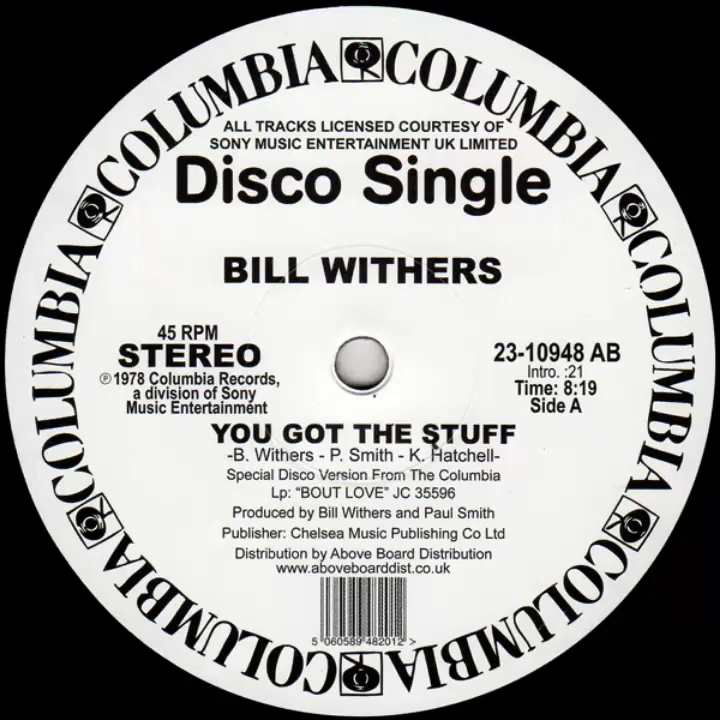 COLUMBIA COLUMBIA COLUMBIA COLUMBIA COLUMBIA COLUMBIA COLUMBIA COLUMBIA
ALL TRACKS LICENSED COURTESY OF
SONY MUSIC ENTERTAINMENT UK LIMITED
Disco Single
BILL WITHERS
45 RPM
STEREO
℗1978 Columbia Records,
a division of Sony
Music Entertainment
23-10948 AB
Intro. :21
Time: 8:19
Side A
YOU GOT THE STUFF
-B. Withers - P. Smith - K. Hatchell-
Special Disco Version From The Columbia
Lp: "BOUT LOVE" JC 35596
Produced by Bill Withers and Paul Smith
Publisher: Chelsea Music Publishing Co Ltd
Distribution by Above Board Distribution
www.aboveboarddist.co.uk
5 060589 482012 >